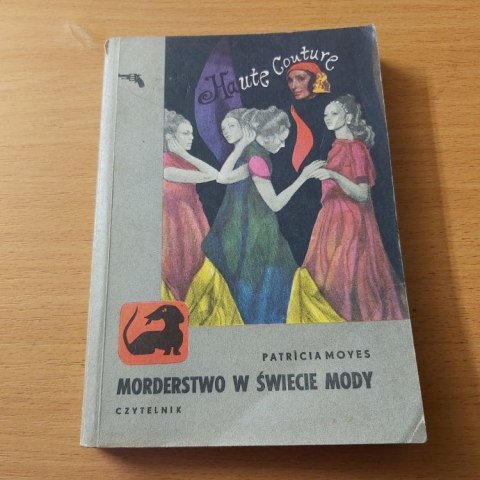 Haute Couture
PATRICIA MOYES
MORDERSTWO W ŚWIECIE MODY
CZYTELNIK